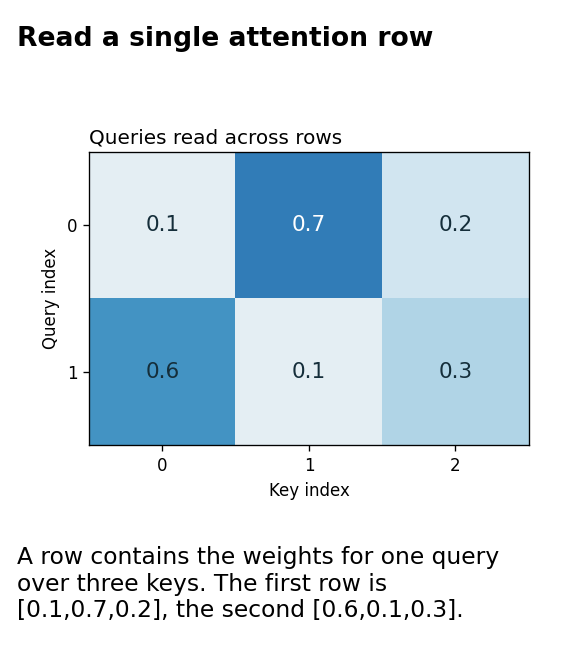 Read a single attention row
Queries read across rows
0.1 0.7 0.2
0.6 0.1 0.3
0
1
Query index
0 1 2
Key index
A row contains the weights for one query
over three keys. The first row is
[0.1,0.7,0.2], the second [0.6,0.1,0.3].